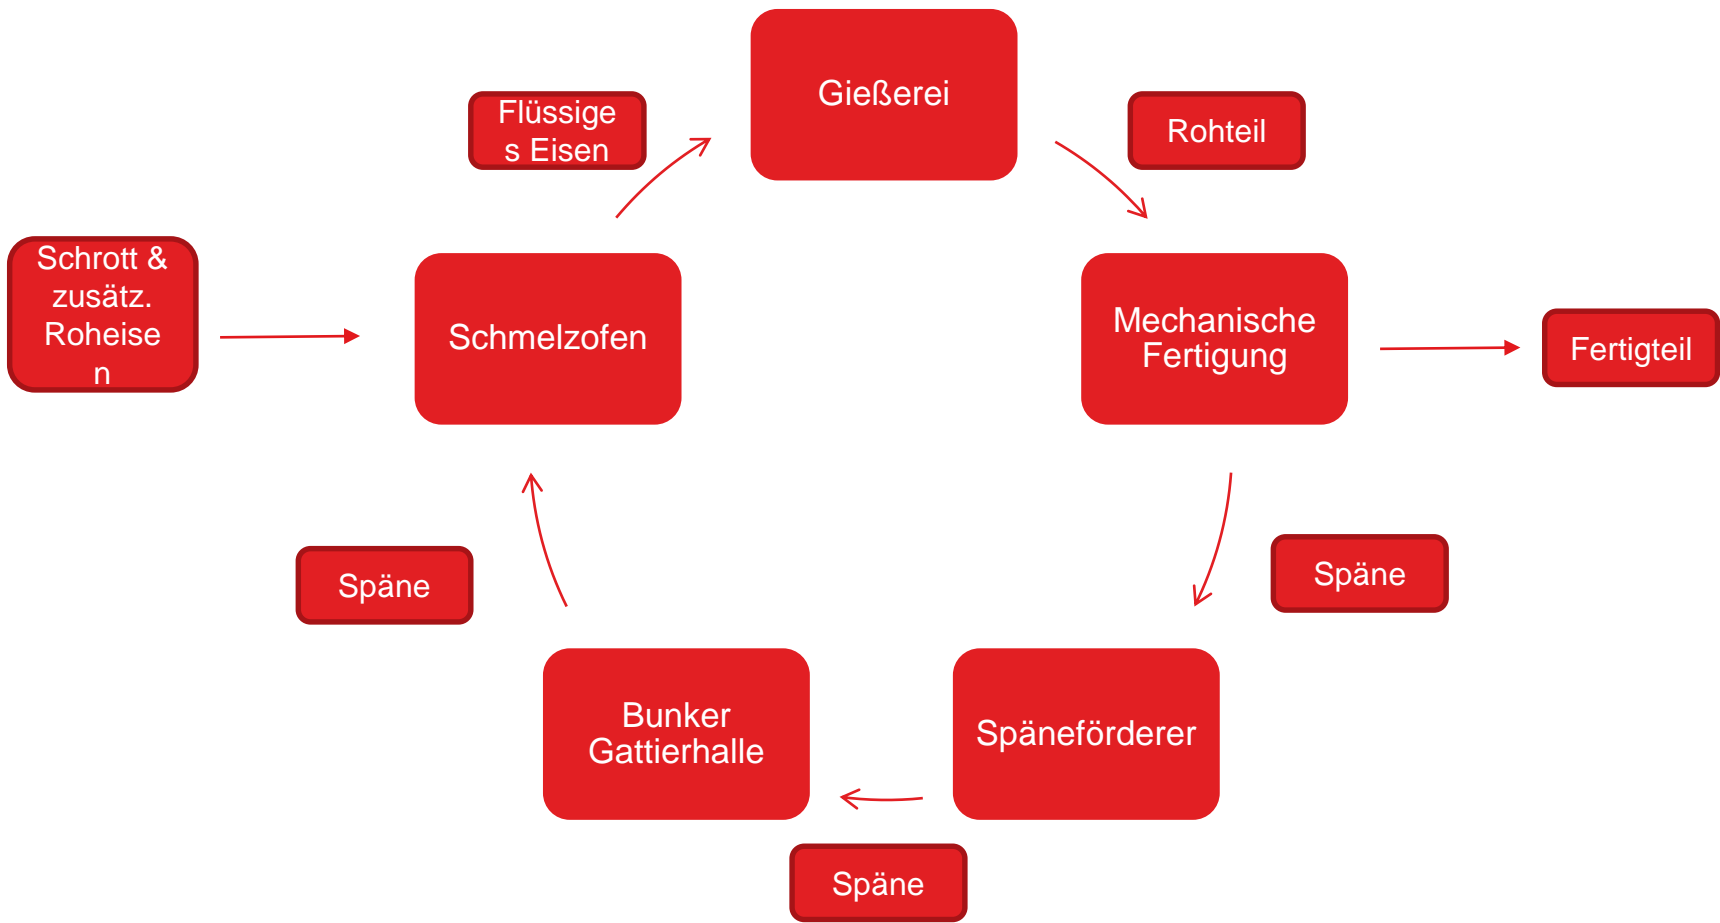 Gießerei
Flüssige
s Eisen
Rohteil
Schrott &
zusätz.
Roheise
n
Schmelzofen
Mechanische
Fertigung
Fertigteil
Späne
Späne
Bunker
Gattierhalle
Späneförderer
Späne